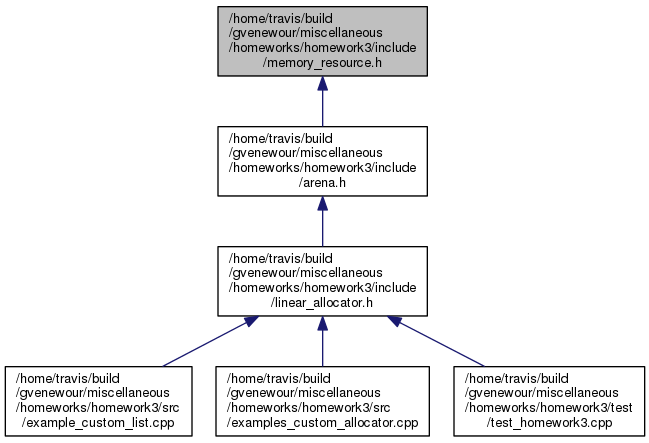 /home/travis/build
/gvenewour/miscellaneous
/homeworks/homework3/include
/memory_resource.h
/home/travis/build
/gvenewour/miscellaneous
/homeworks/homework3/include
/arena.h
/home/travis/build
/gvenewour/miscellaneous
/homeworks/homework3/include
/linear_allocator.h
/home/travis/build
/gvenewour/miscellaneous
/homeworks/homework3/src
/example_custom_list.cpp
/home/travis/build
/gvenewour/miscellaneous
/homeworks/homework3/src
/examples_custom_allocator.cpp
/home/travis/build
/gvenewour/miscellaneous
/homeworks/homework3/test
/test_homework3.cpp